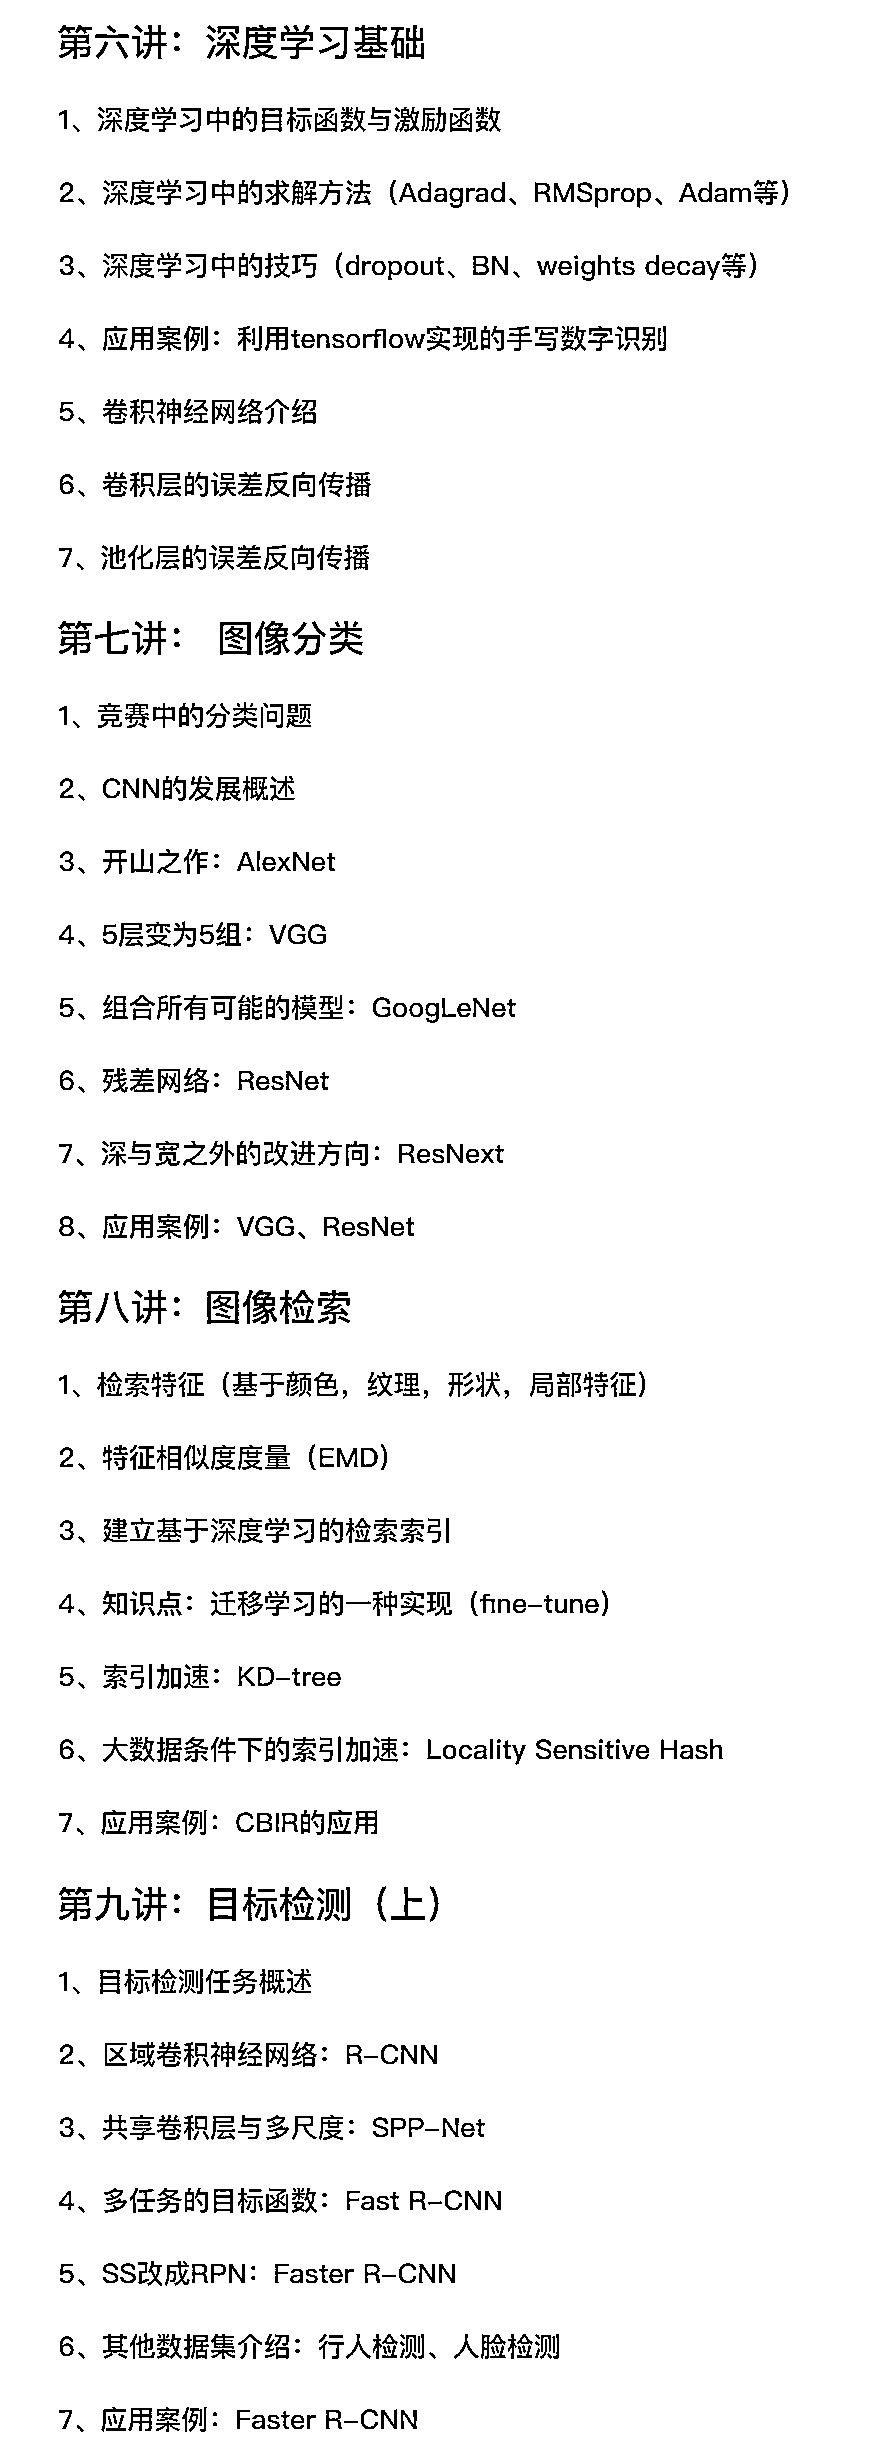 第六讲：深度学习基础
1、深度学习中的目标函数与激励函数
2、深度学习中的求解方法（Adagrad、RMSprop、Adam等）
3、深度学习中的技巧（dropout、BN、weights decay等）
4、应用案例：利用tensorflow实现的手写数字识别
5、卷积神经网络介绍
6、卷积层的误差反向传播
7、池化层的误差反向传播
第七讲： 图像分类
1、竞赛中的分类问题
2、CNN的发展概述
3、开山之作：AlexNet
4、5层变为5组：VGG
5、组合所有可能的模型：GoogLeNet
6、残差网络：ResNet
7、深与宽之外的改进方向：ResNext
8、应用案例：VGG、ResNet
第八讲：图像检索
1、检索特征（基于颜色，纹理，形状，局部特征）
2、特征相似度度量（EMD）
3、建立基于深度学习的检索索引
4、知识点：迁移学习的一种实现（fine-tune）
5、索引加速：KD-tree
6、大数据条件下的索引加速：Locality Sensitive Hash
7、应用案例：CBIR的应用
第九讲：目标检测（上）
1、目标检测任务概述
2、区域卷积神经网络：R-CNN
3、共享卷积层与多尺度：SPP-Net
4、多任务的目标函数：Fast R-CNN
5、SS改成RPN：Faster R-CNN
6、其他数据集介绍：行人检测、人脸检测
7、应用案例：Faster R-CNN